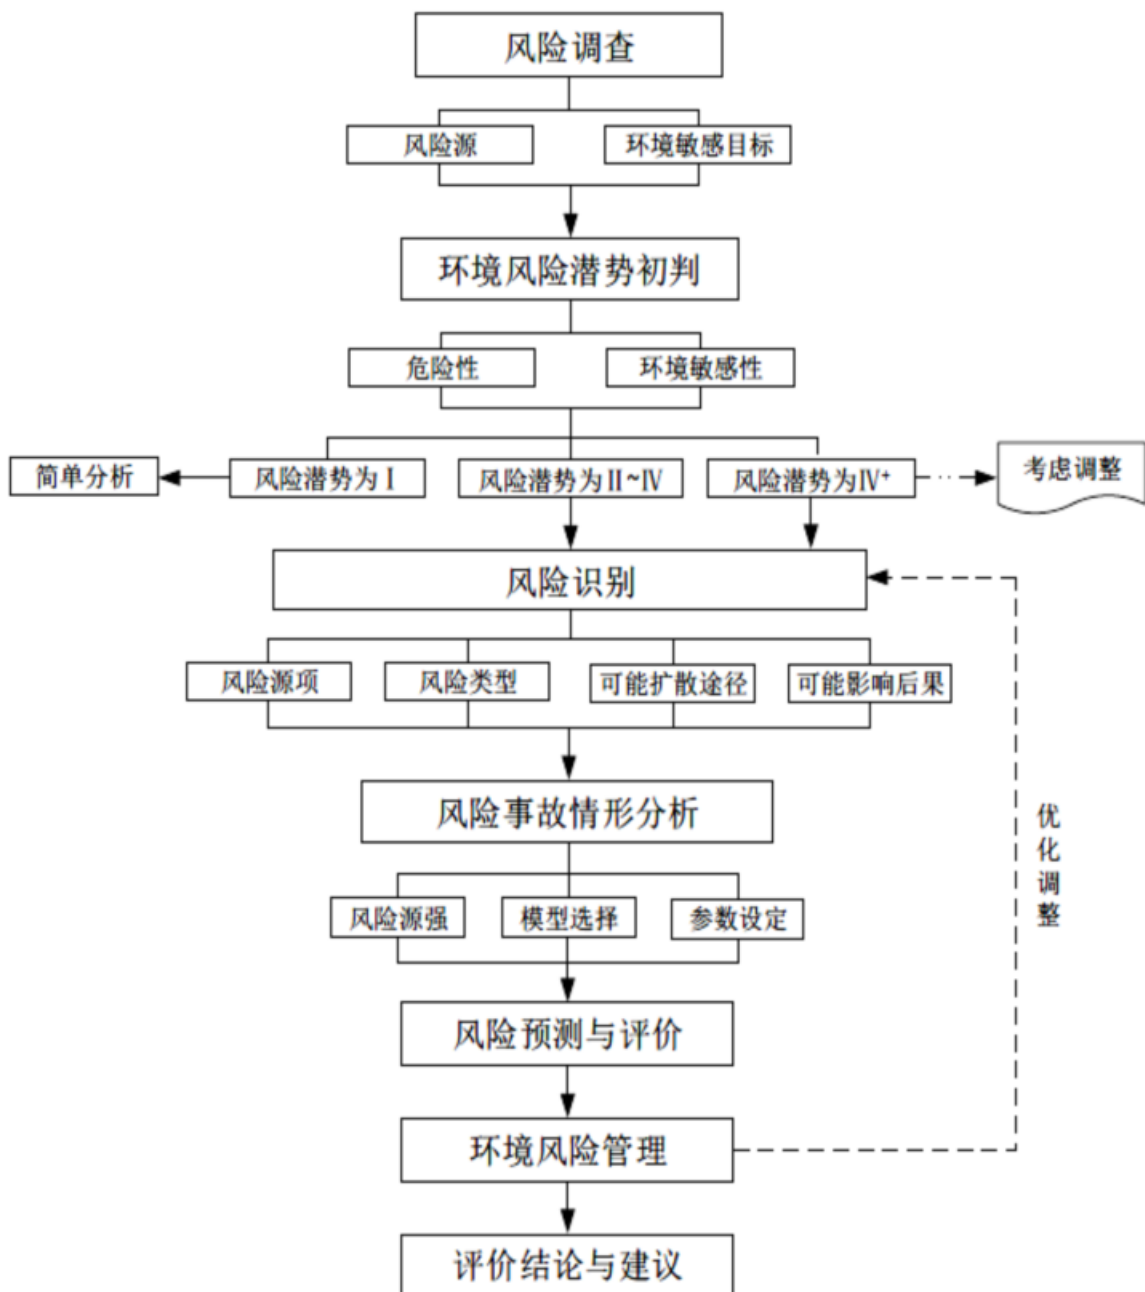 风险调查
风险源
环境敏感目标
环境风险潜势初判
危险性
环境敏感性
简单分析
风险潜势为Ⅰ
风险潜势为Ⅱ~Ⅳ
风险潜势为Ⅳ⁺
考虑调整
风险识别
风险源项
风险类型
可能扩散途径
可能影响后果
风险事故情形分析
优化调整
风险源强
模型选择
参数设定
风险预测与评价
环境风险管理
评价结论与建议